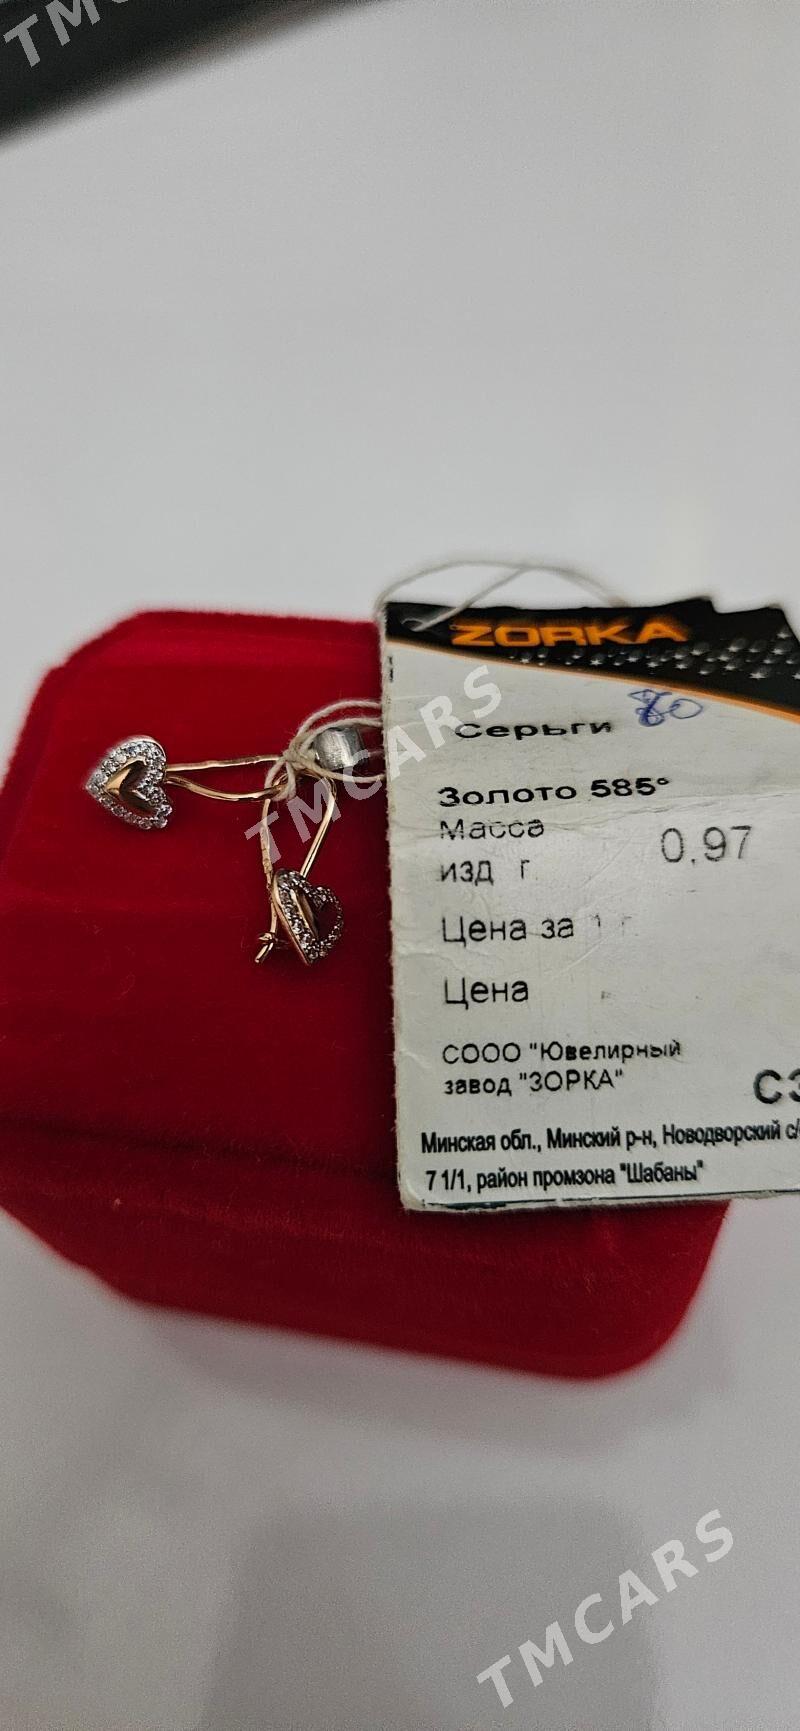 TMCARS
ZORKA
Серьги 80
Золото 585°
Масса
изд г. 0,97
Цена за 1 г.
Цена
СООО "Ювелирный
завод "ЗОРКА"
Минская обл., Минский р-н, Новодворский с/
7 1/1, район промзона "Шабаны"
TMCARS